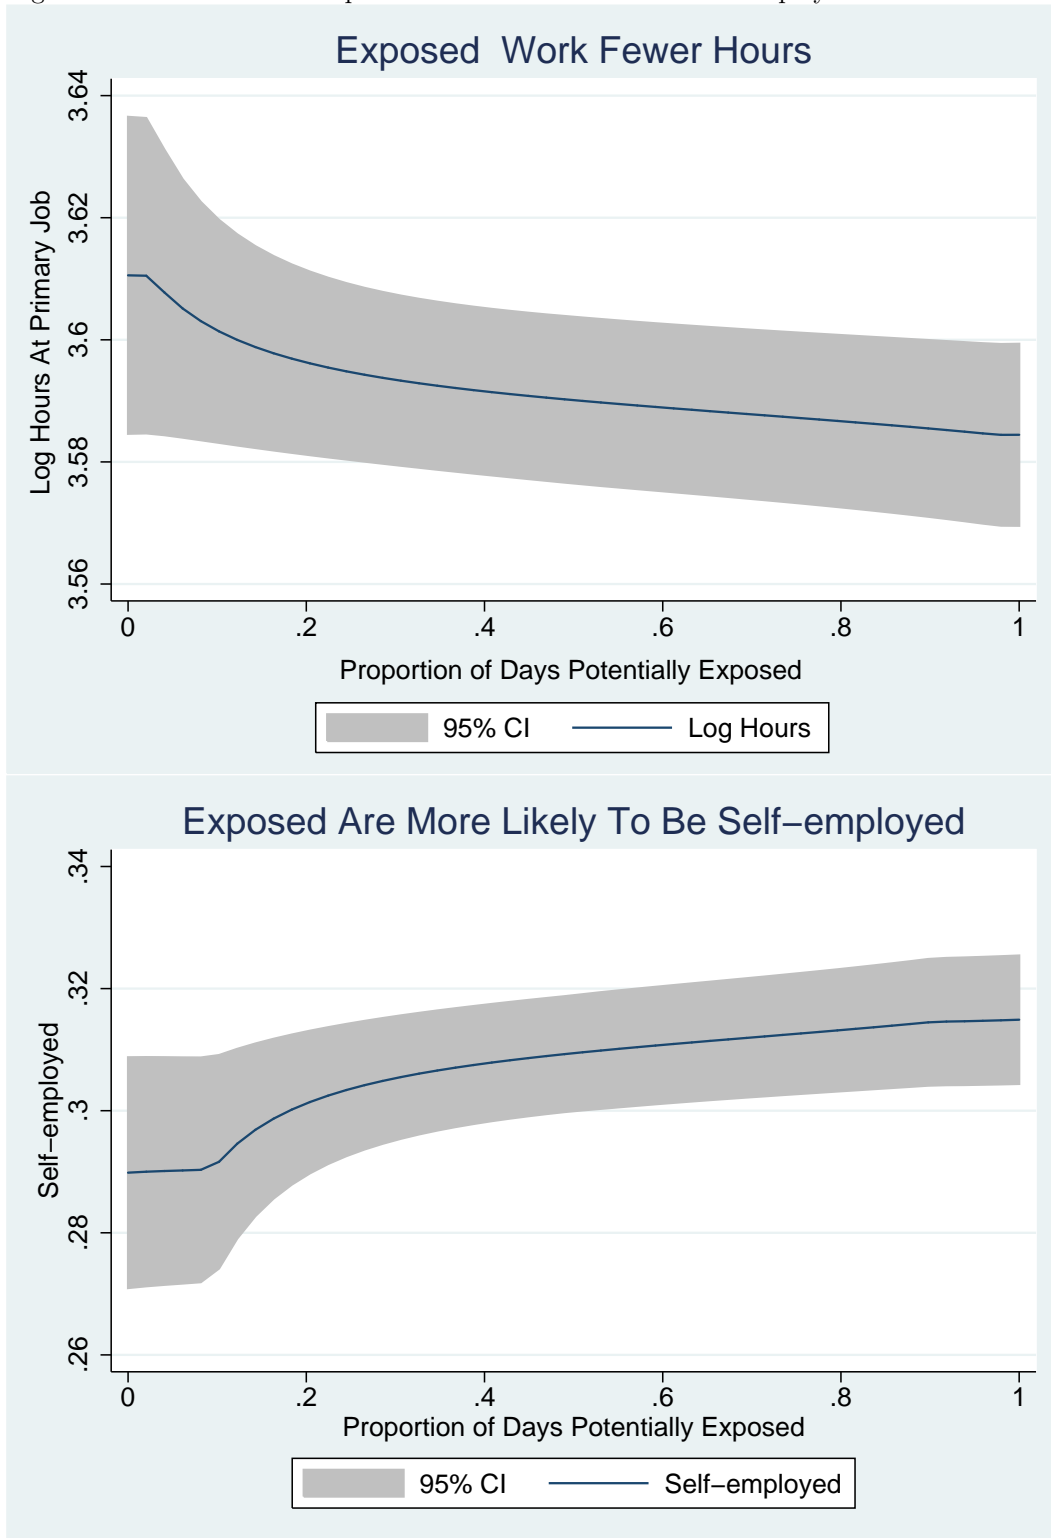 Exposed  Work Fewer Hours
3.64
3.62
3.6
3.58
3.56
Log Hours At Primary Job
0 .2 .4 .6 .8 1
Proportion of Days Potentially Exposed
95% CI Log Hours
Exposed Are More Likely To Be Self−employed
.34
.32
.3
.28
.26
Self−employed
0 .2 .4 .6 .8 1
Proportion of Days Potentially Exposed
95% CI Self−employed